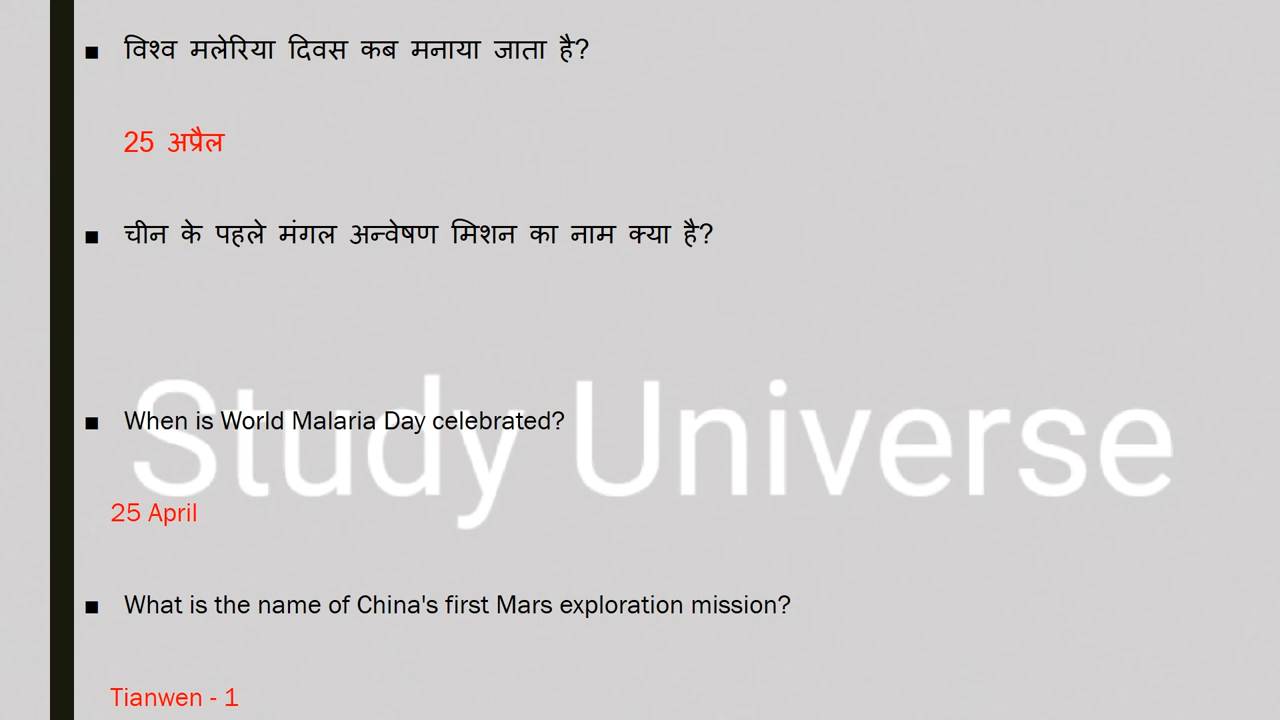 ▪ विश्व मलेरिया दिवस कब मनाया जाता है?
25 अप्रैल
▪ चीन के पहले मंगल अन्वेषण मिशन का नाम क्या है?
Study Universe
▪ When is World Malaria Day celebrated?
25 April
▪ What is the name of China's first Mars exploration mission?
Tianwen - 1